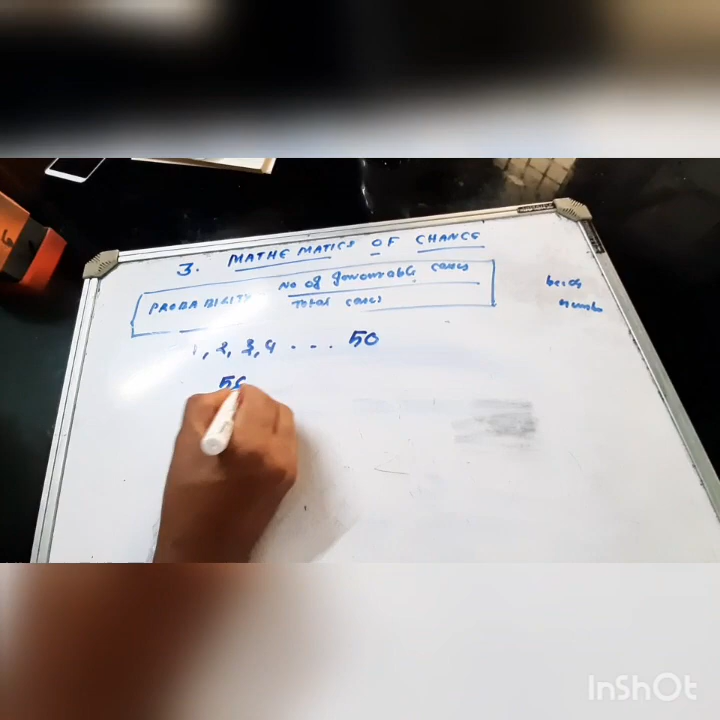 3. MATHEMATICS OF CHANCE
PROBABILITY No of favourable cases
Total cases
1, 2, 3, 4 . . . 50
InShOt